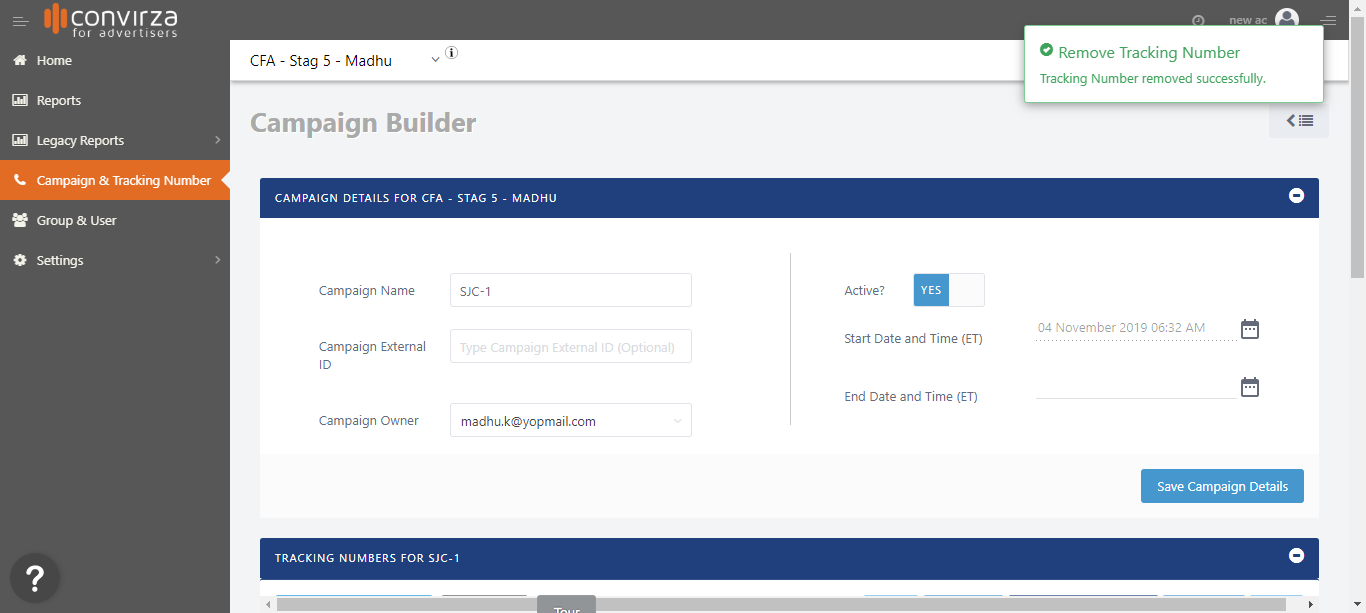 convirza
for advertisers
new ac
Home
Reports
Legacy Reports
Campaign & Tracking Number
Group & User
Settings
?
CFA - Stag 5 - Madhu
i
Remove Tracking Number
Tracking Number removed successfully.
Campaign Builder
CAMPAIGN DETAILS FOR CFA - STAG 5 - MADHU
Campaign Name
SJC-1
Campaign External
ID
Type Campaign External ID (Optional)
Campaign Owner
madhu.k@yopmail.com
Active?
YES
Start Date and Time (ET)
04 November 2019 06:32 AM
End Date and Time (ET)
Save Campaign Details
TRACKING NUMBERS FOR SJC-1
Tour